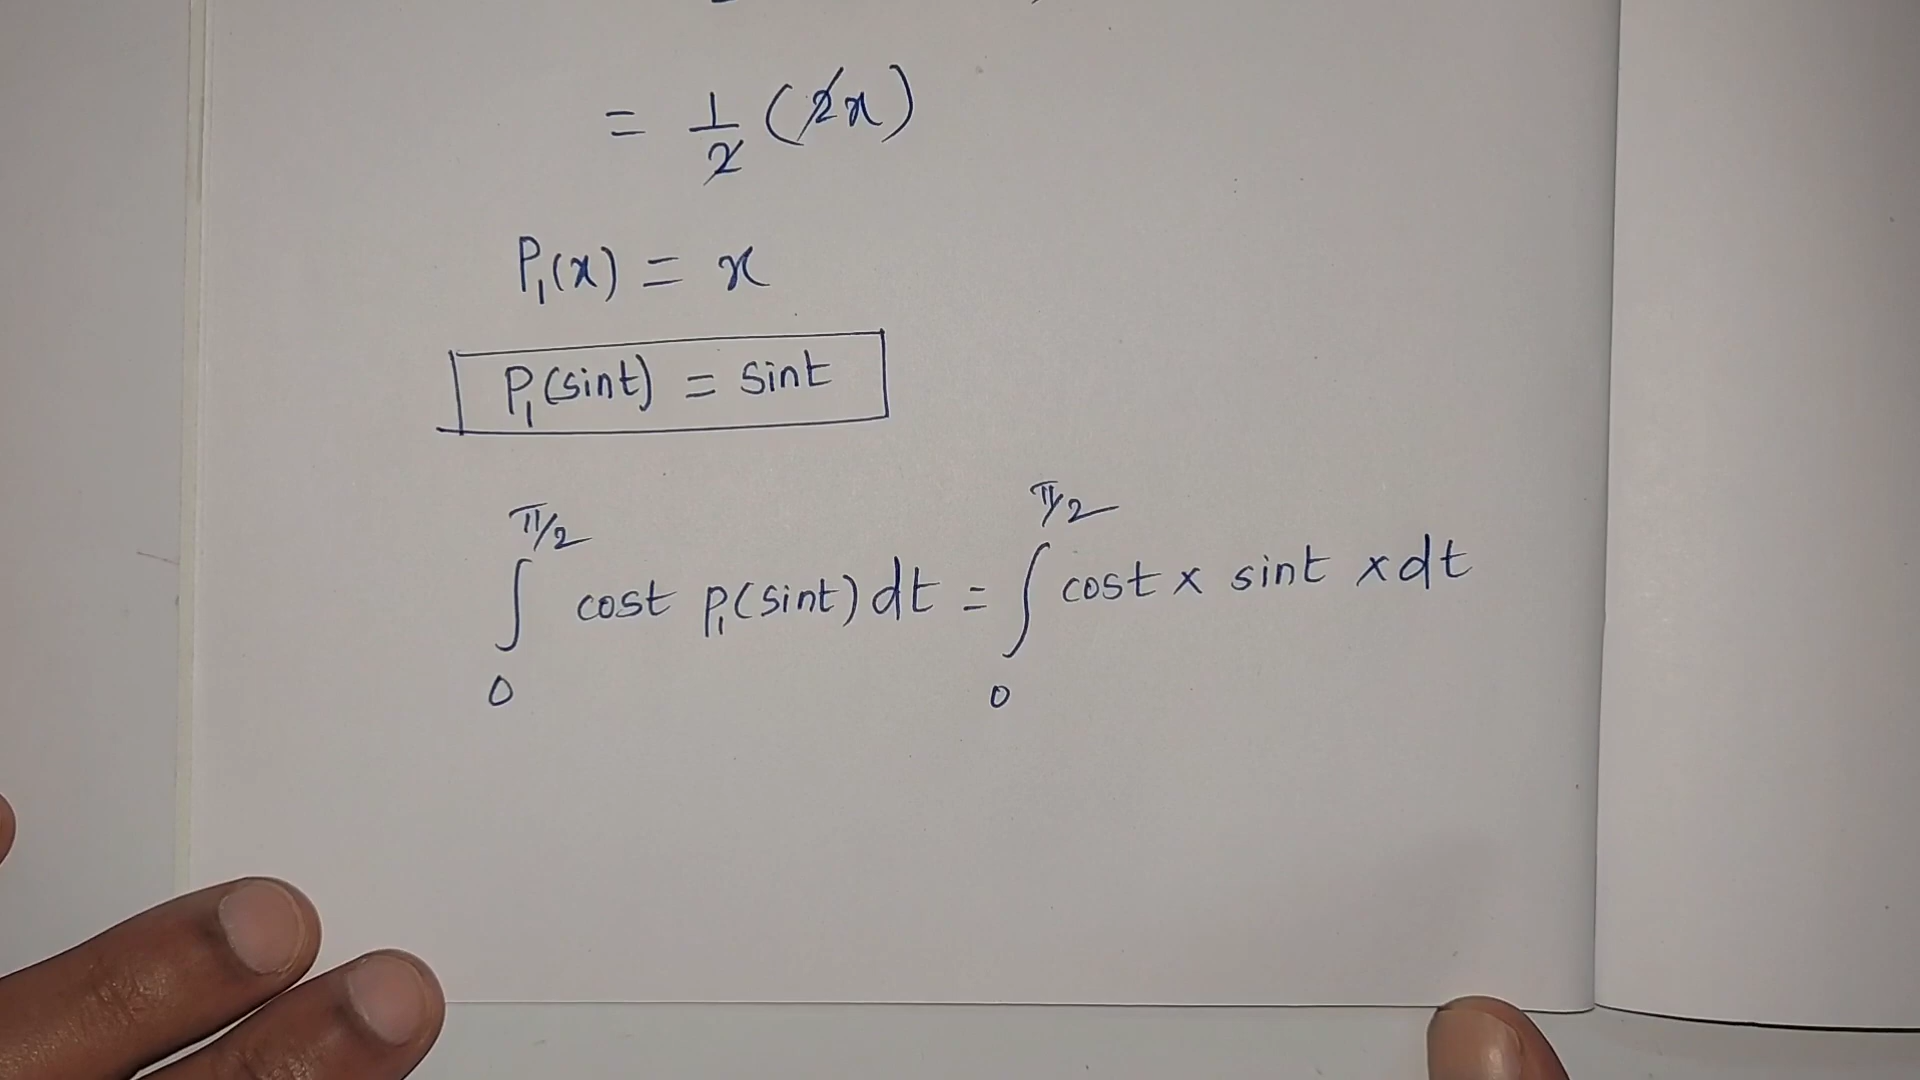 = 1/2 (2x)
P₁(x) = x
P₁(sint) = sint
∫₀^π/2 cost P₁(sint) dt = ∫₀^π/2 cost x sint x dt